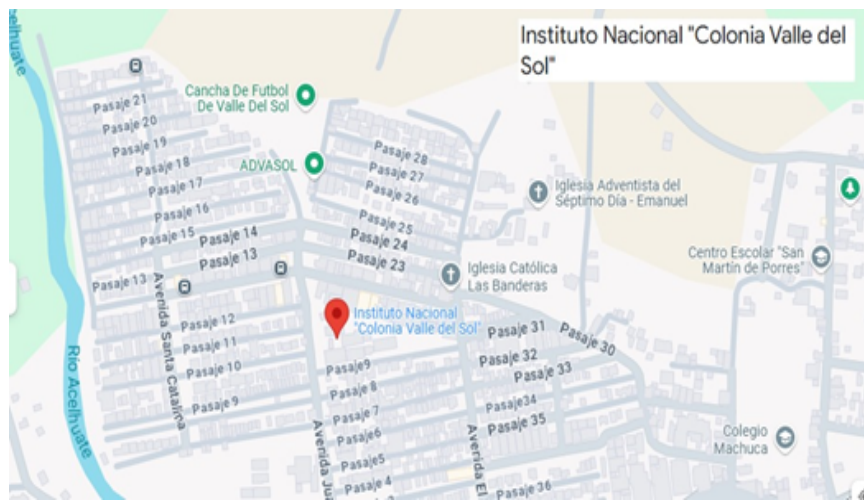 Instituto Nacional "Colonia Valle del
Sol"
Acelhuate
Cancha De Futbol
De Valle Del Sol
Pasaje 21
Pasaje 20
Pasaje 19
Pasaje 18
Pasaje 17
Pasaje 16
Pasaje 15
Pasaje 14
Pasaje 13
Pasaje 13
ADVASOL
Pasaje 28
Pasaje 27
Pasaje 26
Pasaje 25
Pasaje 24
Pasaje 23
Iglesia Adventista del
Séptimo Día - Emanuel
Iglesia Católica
Las Banderas
Centro Escolar "San
Martín de Porres"
Avenida Santa Catalina
Río Acelhuate
Pasaje 12
Pasaje 11
Pasaje 10
Pasaje 9
Instituto Nacional
"Colonia Valle del Sol"
Pasaje 31
Pasaje 30
Pasaje 32
Pasaje 33
Pasaje34
Pasaje 35
Pasaje 36
Pasaje9
Pasaje 8
Pasaje 7
Pasaje6
Pasaje5
Pasaje 4
Avenida
Avenida El
Colegio
Machuca